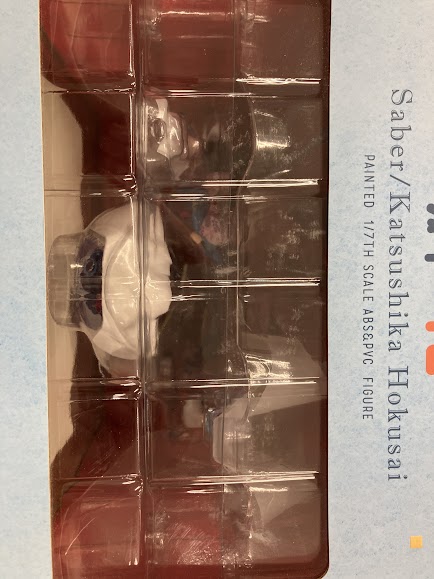 Saber/Katsushika Hokusai
PAINTED 1/7TH SCALE ABS&PVC FIGURE